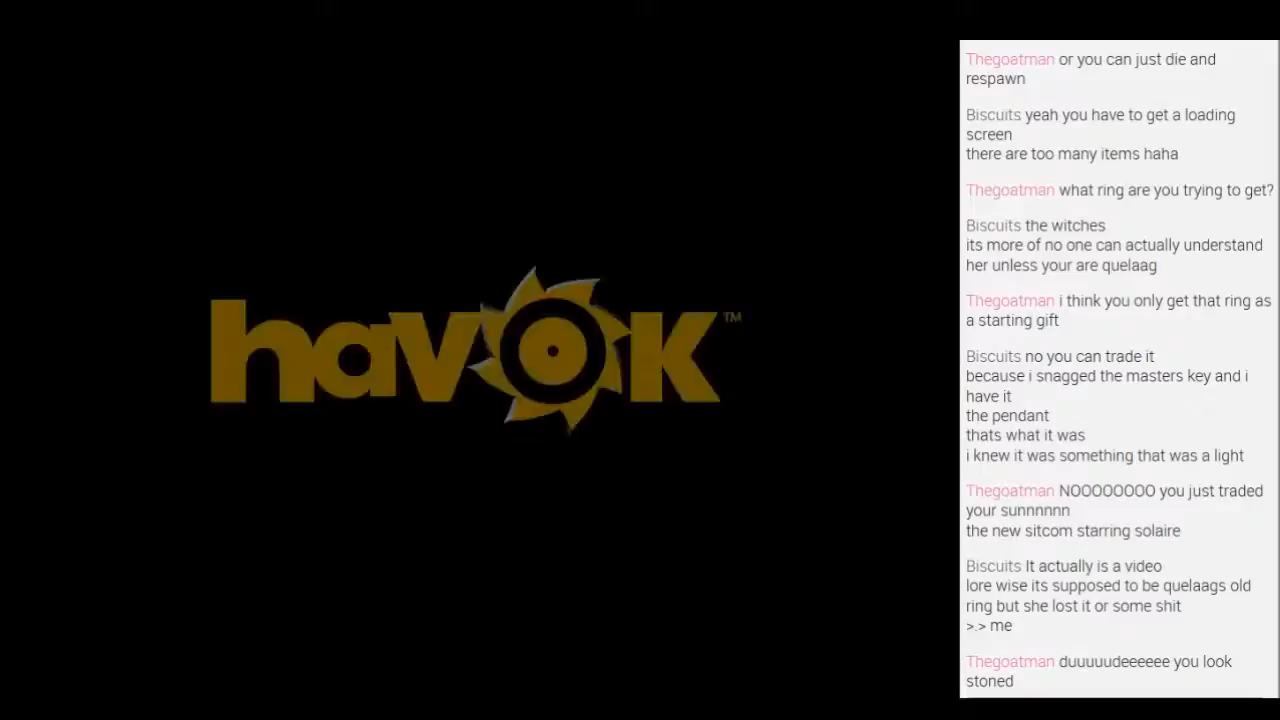 havok™
Thegoatman or you can just die and
respawn
Biscuits yeah you have to get a loading
screen
there are too many items haha
Thegoatman what ring are you trying to get?
Biscuits the witches
its more of no one can actually understand
her unless your are quelaag
Thegoatman i think you only get that ring as
a starting gift
Biscuits no you can trade it
because i snagged the masters key and i
have it
the pendant
thats what it was
i knew it was something that was a light
Thegoatman NOOOOOOOO you just traded
your sunnnnnn
the new sitcom starring solaire
Biscuits It actually is a video
lore wise its supposed to be quelaags old
ring but she lost it or some shit
>.> me
Thegoatman duuuuudeeeeee you look
stoned